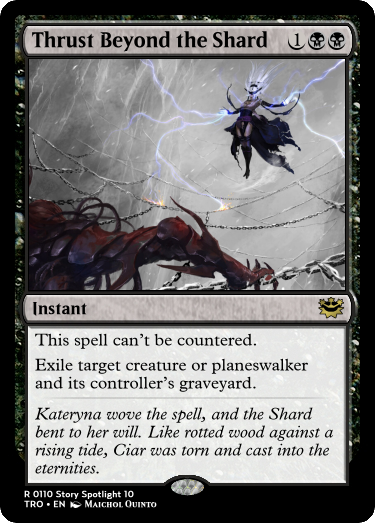 Thrust Beyond the Shard 1
Instant
This spell can't be countered.
Exile target creature or planeswalker
and its controller's graveyard.
Kateryna wove the spell, and the Shard
bent to her will. Like rotted wood against a
rising tide, Ciar was torn and cast into the
eternities.
R 0110 Story Spotlight 10
TRO • EN Maichol Quinto